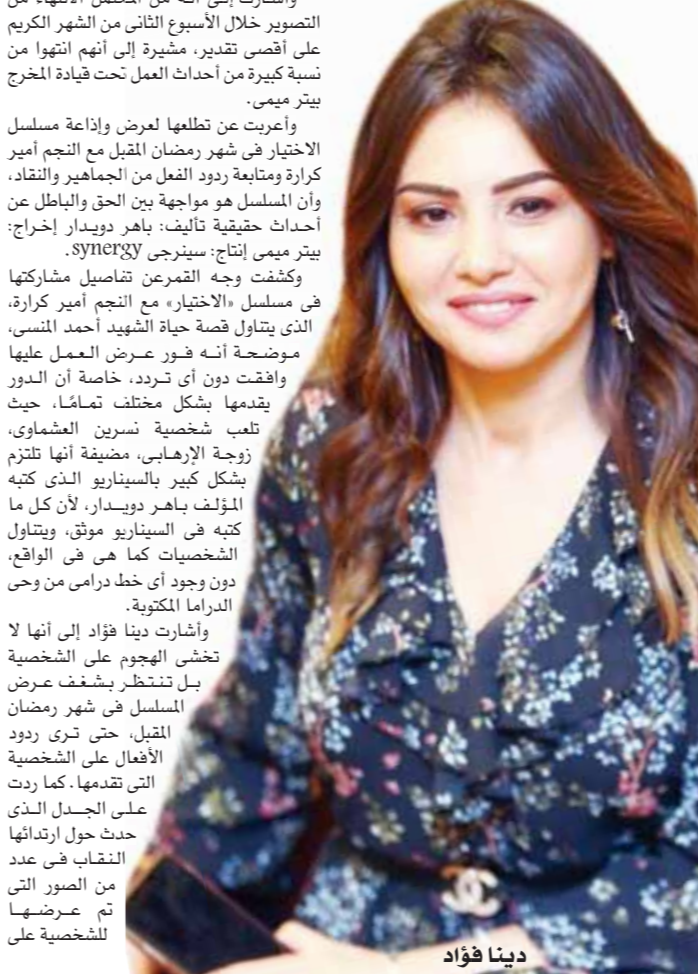 وأشارت إلى أنه من المحتمل الانتهاء من
التصوير خلال الأسبوع الثانى من الشهر الكريم
على أقصى تقدير، مشيرة إلى أنهم انتهوا من
نسبة كبيرة من أحداث العمل تحت قيادة المخرج
بيتر ميمى.
وأعربت عن تطلعها لعرض وإذاعة مسلسل
الاختيار فى شهر رمضان المقبل مع النجم أمير
كرارة ومتابعة ردود الفعل من الجماهير والنقاد،
وأن المسلسل هو مواجهة بين الحق والباطل عن
أحداث حقيقية تأليف: باهر دويدار إخراج:
بيتر ميمى إنتاج: سينرجى synergy.
وكشفت وجه القمرعن تفاصيل مشاركتها
فى مسلسل «الاختيار» مع النجم أمير كرارة،
الذى يتناول قصة حياة الشهيد أحمد المنسى،
موضحة أنه فور عرض العمل عليها
وافقت دون أى تردد، خاصة أن الدور
يقدمها بشكل مختلف تمامًا، حيث
تلعب شخصية نسرين العشماوى،
زوجة الإرهابى، مضيفة أنها تلتزم
بشكل كبير بالسيناريو الذى كتبه
المؤلف باهر دويدار، لأن كل ما
كتبه فى السيناريو موثق، ويتناول
الشخصيات كما هى فى الواقع،
دون وجود أى خط درامى من وحى
الدراما المكتوبة.
وأشارت دينا فؤاد إلى أنها لا
تخشى الهجوم على الشخصية
بل تنتظر بشغف عرض
المسلسل فى شهر رمضان
المقبل، حتى ترى ردود
الأفعال على الشخصية
التى تقدمها. كما ردت
على الجدل الذى
حدث حول ارتدائها
النقاب فى عدد
من الصور التى
تم عرضها
للشخصية على
دينا فؤاد